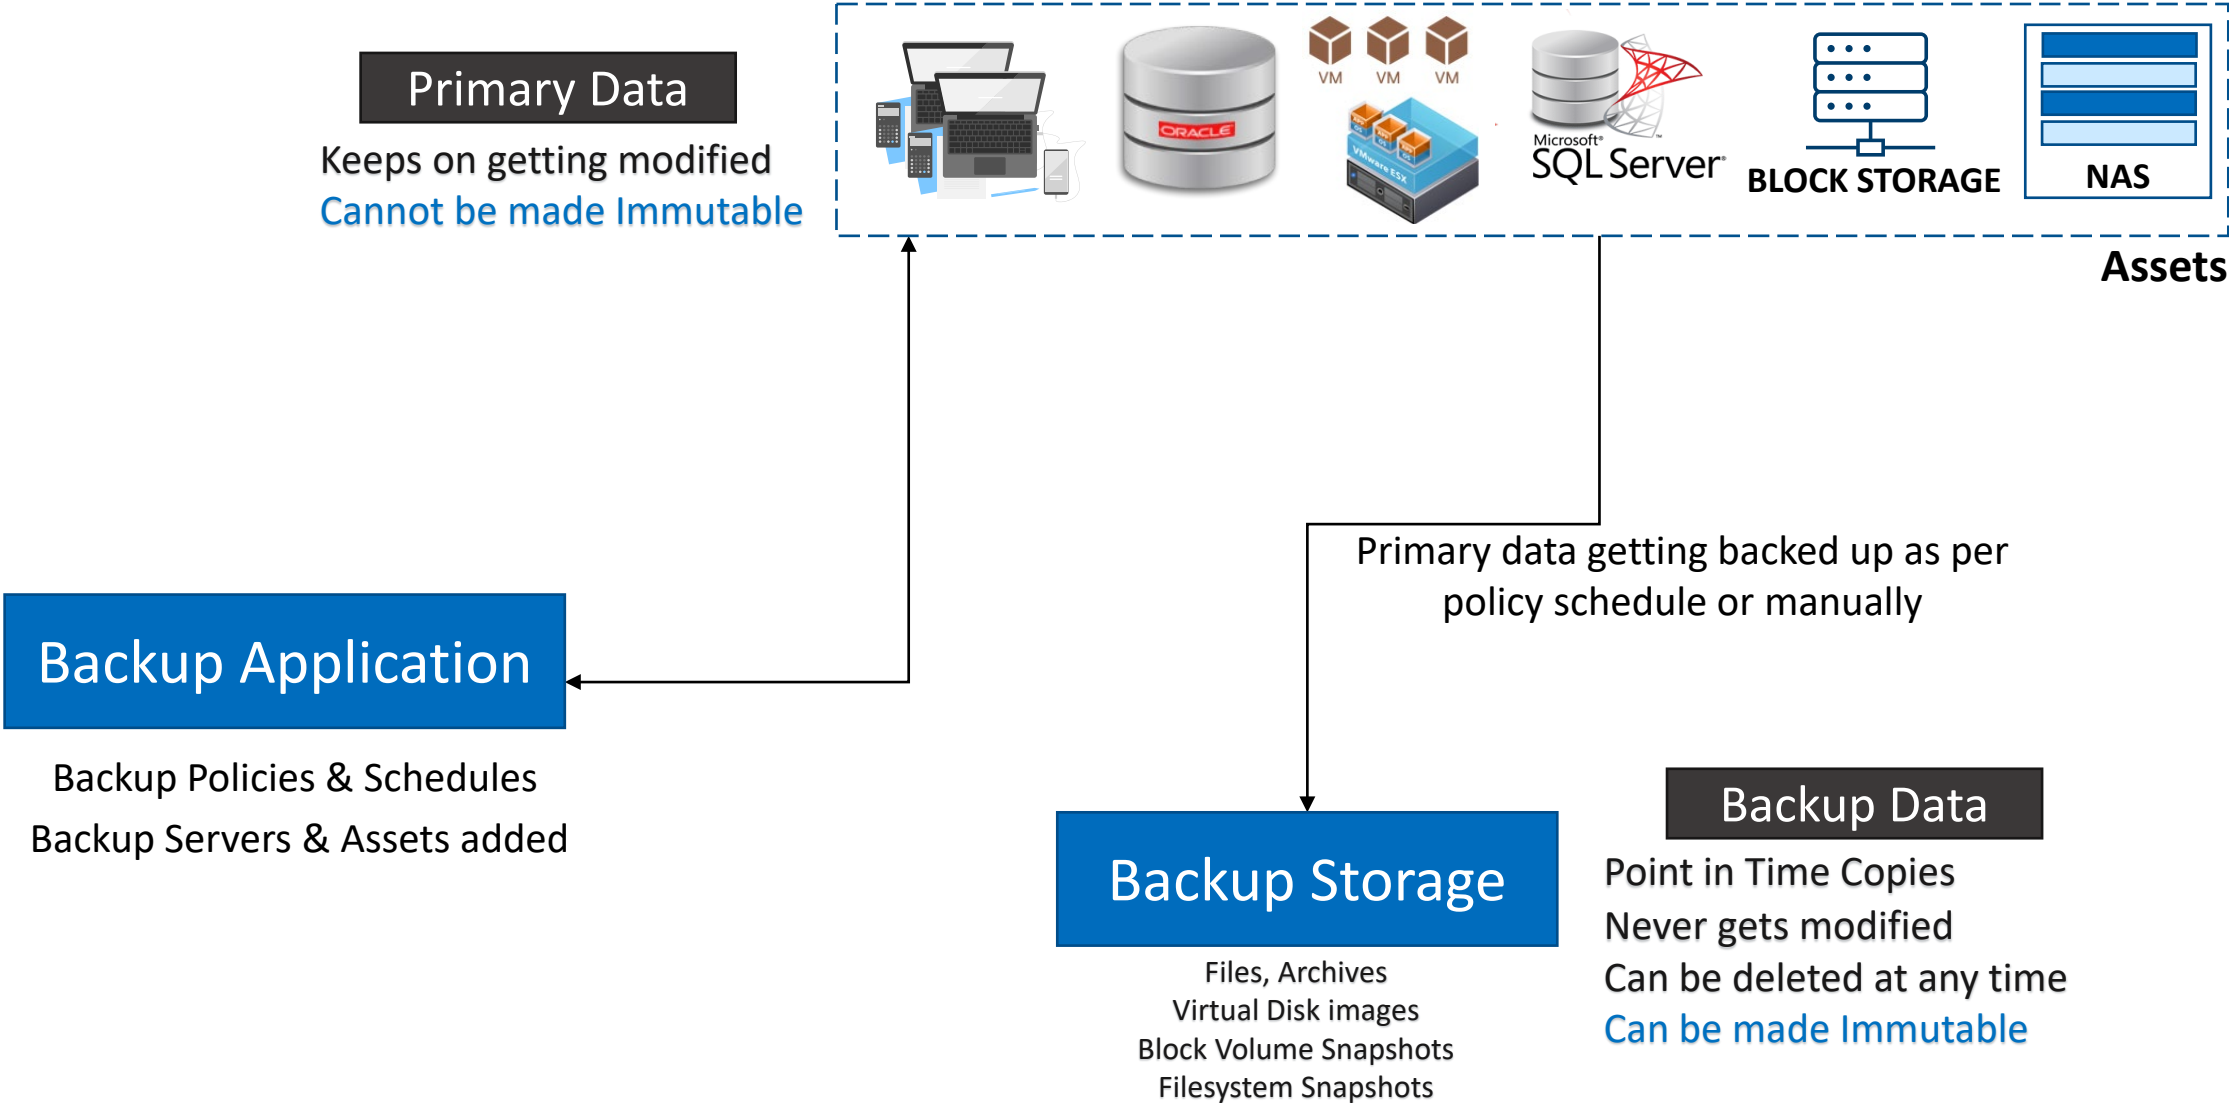 Primary Data
Keeps on getting modified
Cannot be made Immutable
ORACLE
VM VM VM
VMware ESX
Microsoft®
SQL Server®
BLOCK STORAGE
NAS
Assets
Primary data getting backed up as per
policy schedule or manually
Backup Application
Backup Policies & Schedules
Backup Servers & Assets added
Backup Storage
Files, Archives
Virtual Disk images
Block Volume Snapshots
Filesystem Snapshots
Backup Data
Point in Time Copies
Never gets modified
Can be deleted at any time
Can be made Immutable